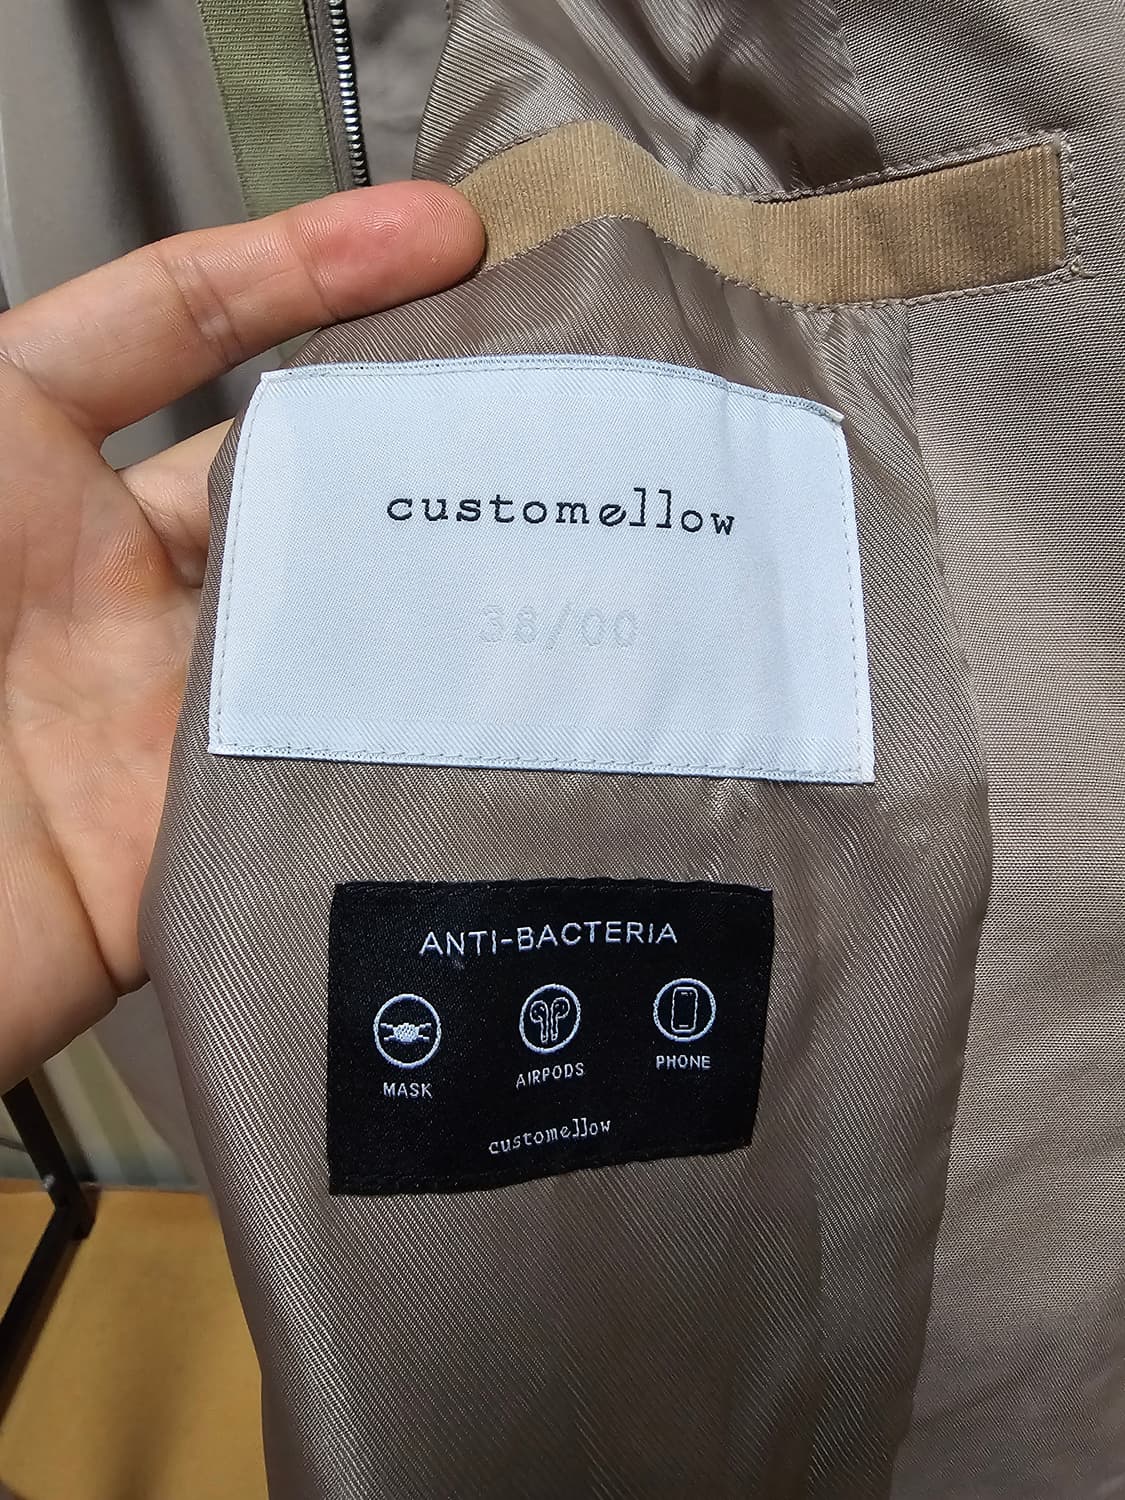 customellow
38/00
ANTI-BACTERIA
MASK AIRPODS PHONE
customellow